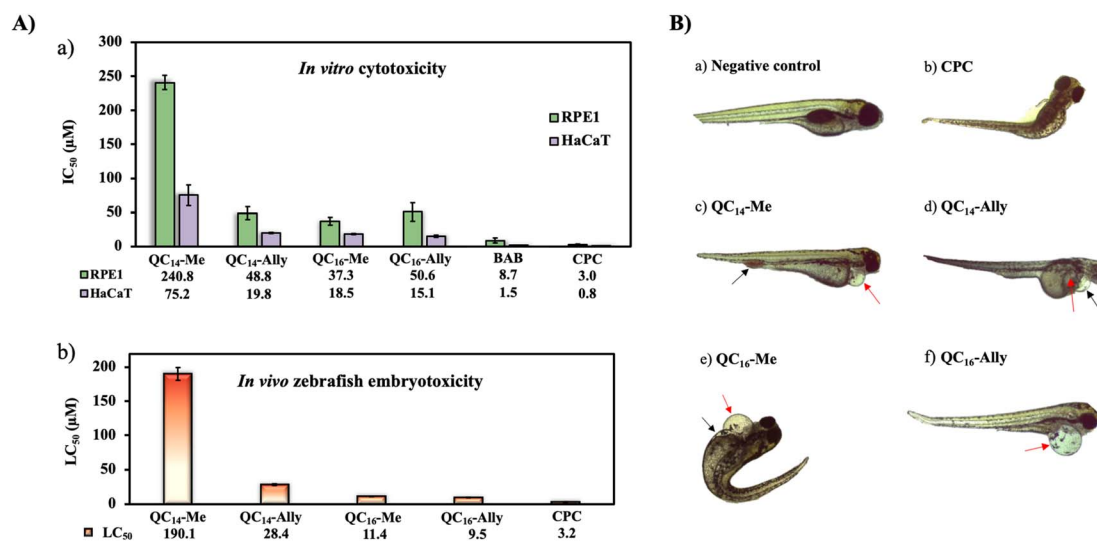 A)
a)
In vitro cytotoxicity
RPE1
HaCaT
IC50 (µM)
300
250
200
150
100
50
0
QC14-Me QC14-Ally QC16-Me QC16-Ally BAB CPC
RPE1 240.8 48.8 37.3 50.6 8.7 3.0
HaCaT 75.2 19.8 18.5 15.1 1.5 0.8
b)
In vivo zebrafish embryotoxicity
LC50 (µM)
200
150
100
50
0
QC14-Me QC14-Ally QC16-Me QC16-Ally CPC
LC50 190.1 28.4 11.4 9.5 3.2
B)
a) Negative control
b) CPC
c) QC14-Me
d) QC14-Ally
e) QC16-Me
f) QC16-Ally